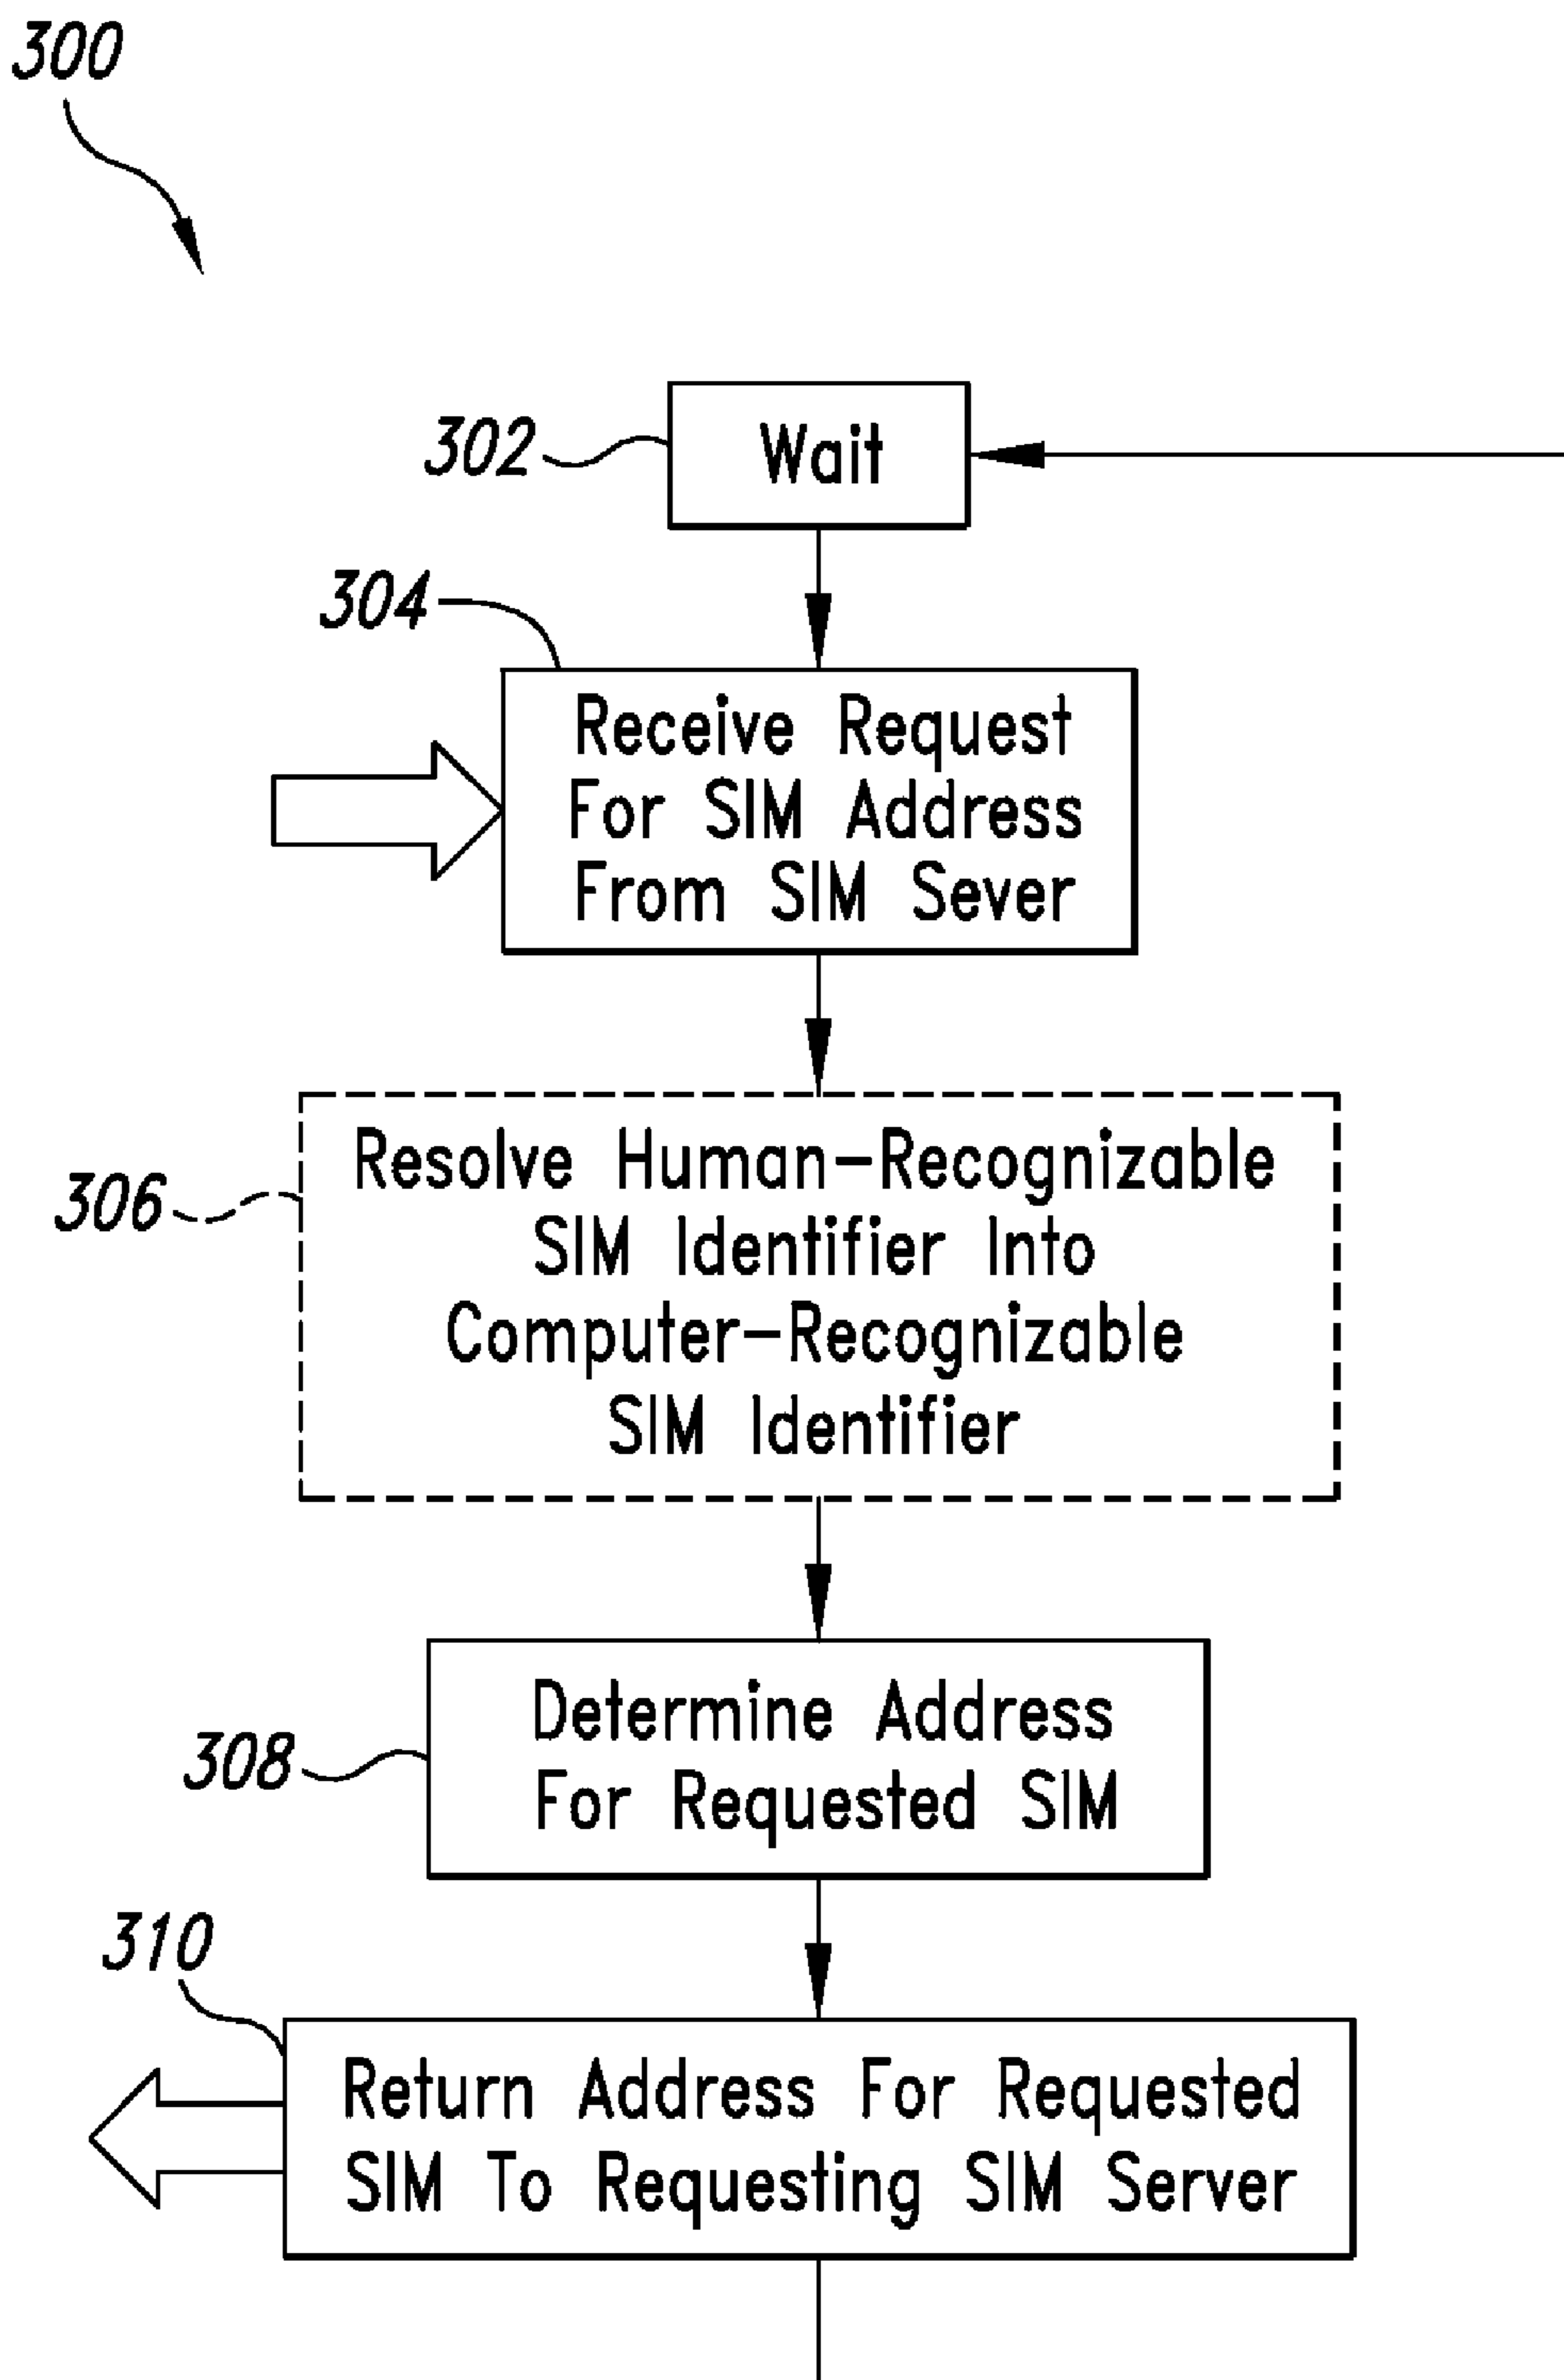 300
302
Wait
304
Receive Request
For SIM Address
From SIM Sever
306
Resolve Human-Recognizable
SIM Identifier Into
Computer-Recognizable
SIM Identifier
308
Determine Address
For Requested SIM
310
Return Address For Requested
SIM To Requesting SIM Server